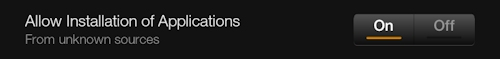 Allow Installation of Applications
From unknown sources
On Off